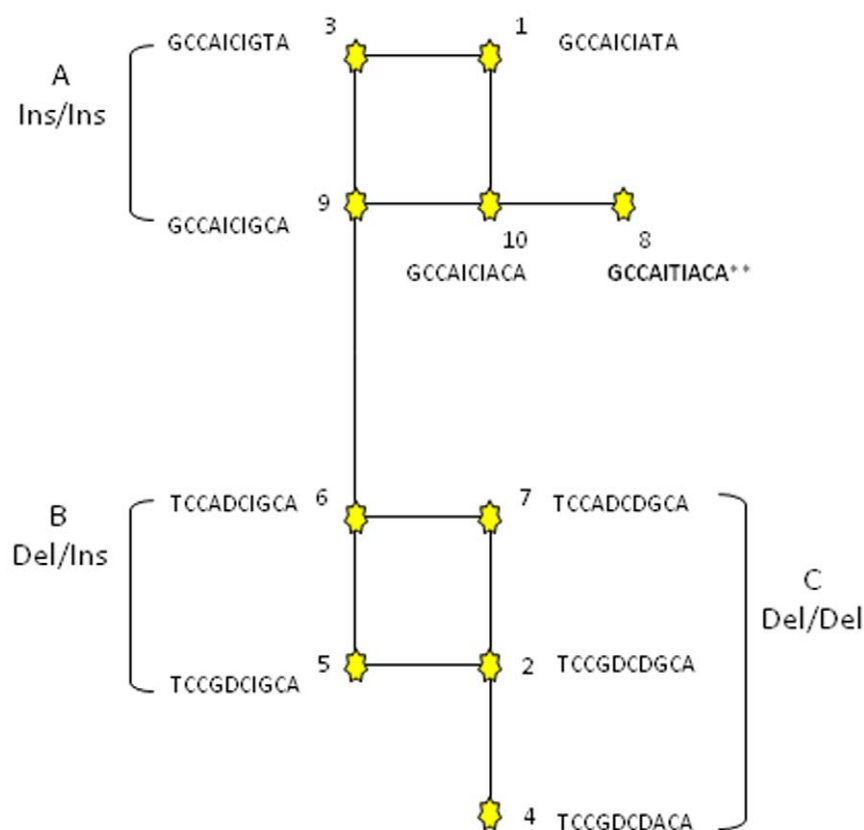 GCCAICIGTA 3 1 GCCAICIATA
A
Ins/Ins
GCCAICIGCA 9
10 8
GCCAICIACA GCCAITIACA**
TCCADCIGCA 6 7 TCCADCDGCA
B
Del/Ins
C
Del/Del
TCCGDCIGCA 5 2 TCCGDCDGCA
4 TCCGDCDACA